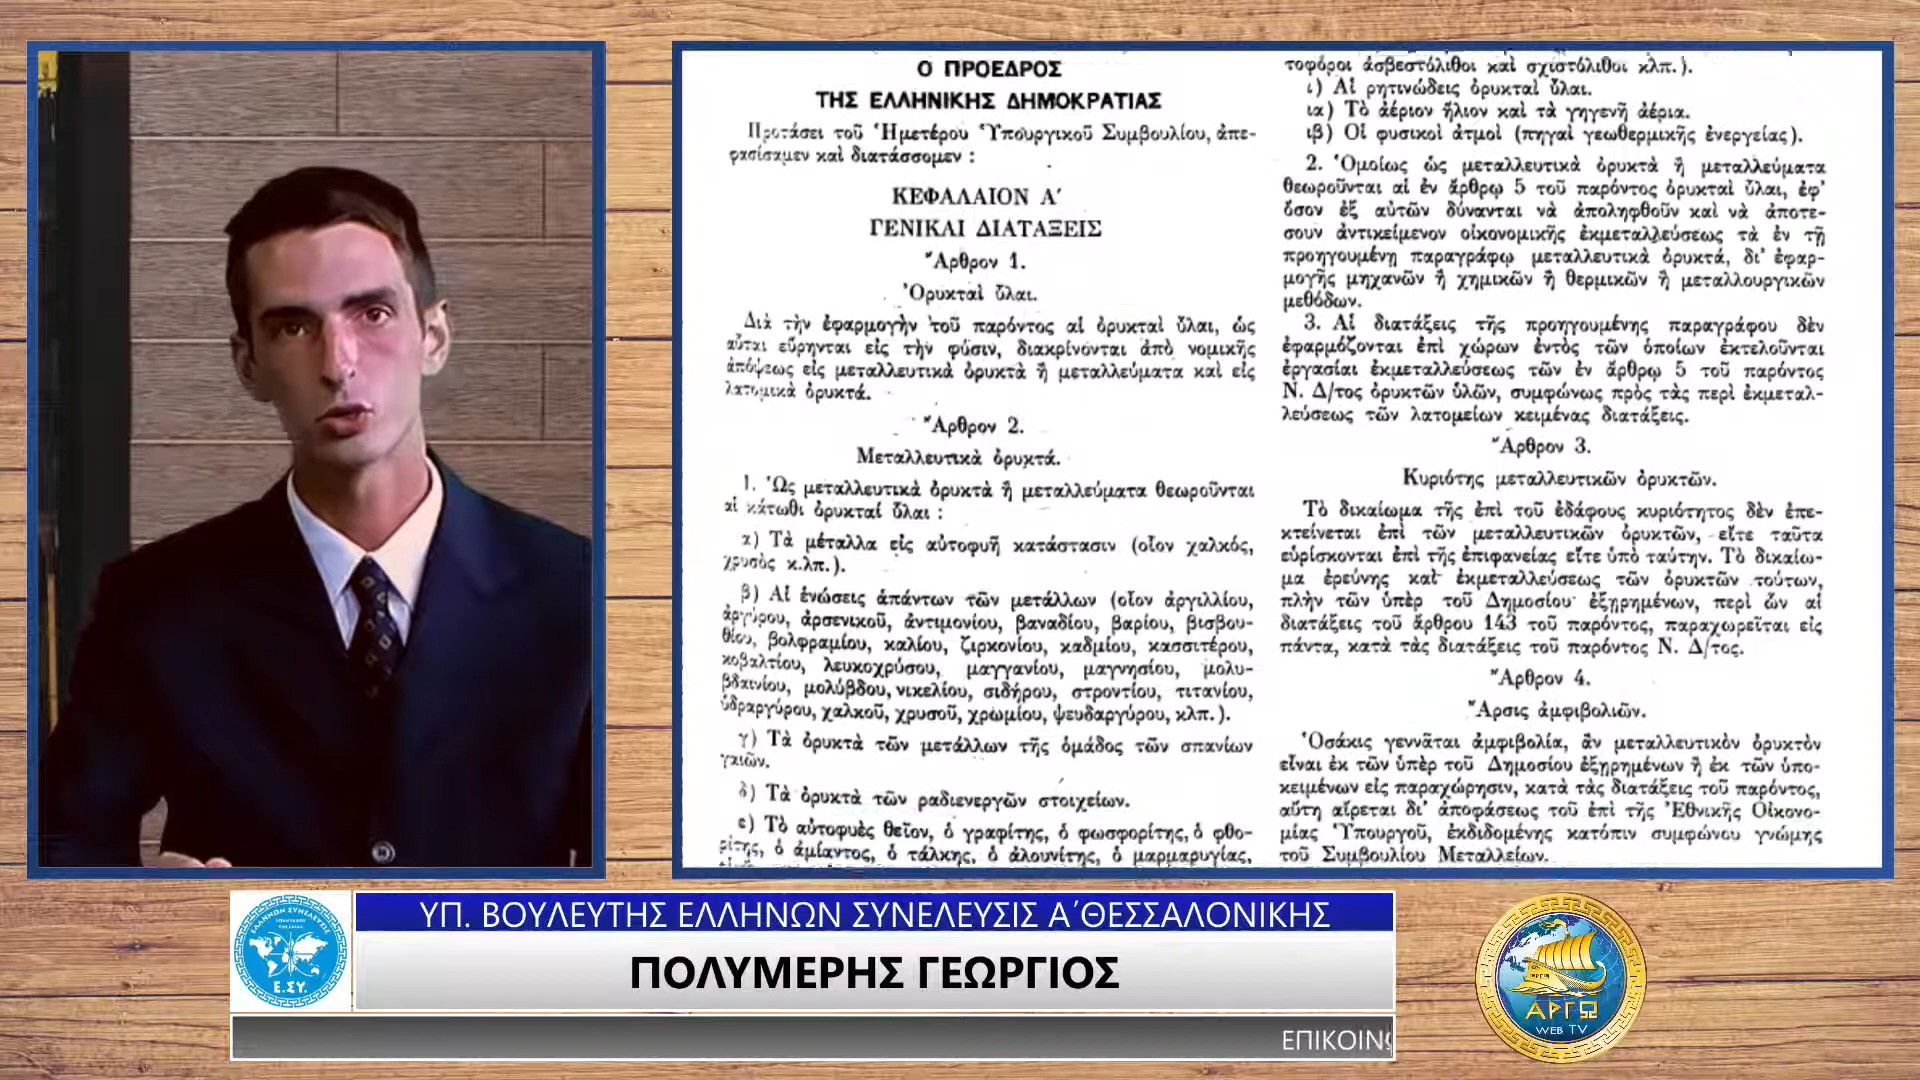 Ο ΠΡΟΕΔΡΟΣ
ΤΗΣ ΕΛΛΗΝΙΚΗΣ ΔΗΜΟΚΡΑΤΙΑΣ
Προτάσει τοῦ Ἡμετέρου Ὑπουργικοῦ Συμβουλίου, ἀπε-
φασίσαμεν καὶ διατάσσομεν :
ΚΕΦΑΛΑΙΟΝ Α΄
ΓΕΝΙΚΑΙ ΔΙΑΤΑΞΕΙΣ
Ἄρθρον 1.
Ὀρυκταὶ ὗλαι.
Διὰ τὴν ἐφαρμογὴν τοῦ παρόντος αἱ ὀρυκταὶ ὗλαι, ὡς
αὗται εὕρηνται εἰς τὴν φύσιν, διακρίνονται ἀπὸ νομικῆς
ἀπόψεως εἰς μεταλλευτικὰ ὀρυκτὰ ἢ μεταλλεύματα καὶ εἰς
λατομικὰ ὀρυκτά.
Ἄρθρον 2.
Μεταλλευτικὰ ὀρυκτά.
1. Ὡς μεταλλευτικὰ ὀρυκτὰ ἢ μεταλλεύματα θεωροῦνται
αἱ κάτωθι ὀρυκταί ὗλαι :
α) Τὰ μέταλλα εἰς αὐτοφυῆ κατάστασιν (οἷον χαλκός,
χρυσὸς κ.λπ.).
β) Αἱ ἑνώσεις ἁπάντων τῶν μετάλλων (οἷον ἀργιλλίου,
ἀργύρου, ἀρσενικοῦ, ἀντιμονίου, βαναδίου, βαρίου, βισβου-
θίου, βολφραμίου, καλίου, ζιρκονίου, καδμίου, κασσιτέρου,
κοβαλτίου, λευκοχρύσου, μαγγανίου, μαγνησίου, μολυ-
βδαινίου, μολύβδου, νικελίου, σιδήρου, στροντίου, τιτανίου,
ὑδραργύρου, χαλκοῦ, χρυσοῦ, χρωμίου, ψευδαργύρου, κλπ.).
γ) Τὰ ὀρυκτὰ τῶν μετάλλων τῆς ὁμάδος τῶν σπανίων
γαιῶν.
δ) Τὰ ὀρυκτὰ τῶν ραδιενεργῶν στοιχείων.
ε) Τὸ αὐτοφυὲς θεῖον, ὁ γραφίτης, ὁ φωσφορίτης, ὁ φθο-
ρίτης, ὁ ἀμίαντος, ὁ τάλκης, ὁ ἀλουνίτης, ὁ μαρμαρυγίας,
τοφόροι ἀσβεστόλιθοι καὶ σχιστόλιθοι κλπ.).
ι) Αἱ ρητινώδεις ὀρυκταὶ ὗλαι.
ια) Τὸ ἀέριον ἥλιον καὶ τὰ γηγενῆ ἀέρια.
ιβ) Οἱ φυσικοὶ ἀτμοὶ (πηγαὶ γεωθερμικῆς ἐνεργείας).
2. Ὁμοίως ὡς μεταλλευτικὰ ὀρυκτὰ ἢ μεταλλεύματα
θεωροῦνται αἱ ἐν ἄρθρῳ 5 τοῦ παρόντος ὀρυκταὶ ὗλαι, ἐφ'
ὅσον ἐξ αὐτῶν δύνανται νὰ ἀποληφθοῦν καὶ νὰ ἀποτε-
σουν ἀντικείμενον οἰκονομικῆς ἐκμεταλλεύσεως τὰ ἐν τῇ
προηγουμένῃ παραγράφῳ μεταλλευτικὰ ὀρυκτά, δι' ἐφαρ-
μογῆς μηχανῶν ἢ χημικῶν ἢ θερμικῶν ἢ μεταλλουργικῶν
μεθόδων.
3. Αἱ διατάξεις τῆς προηγουμένης παραγράφου δὲν
ἐφαρμόζονται ἐπὶ χώρων ἐντὸς τῶν ὁποίων ἐκτελοῦνται
ἐργασίαι ἐκμεταλλεύσεως τῶν ἐν ἄρθρῳ 5 τοῦ παρόντος
Ν. Δ/τος ὀρυκτῶν ὑλῶν, συμφώνως πρὸς τὰς περὶ ἐκμεταλ-
λεύσεως τῶν λατομείων κειμένας διατάξεις.
Ἄρθρον 3.
Κυριότης μεταλλευτικῶν ὀρυκτῶν.
Τὸ δικαίωμα τῆς ἐπὶ τοῦ ἐδάφους κυριότητος δὲν ἐπε-
κτείνεται ἐπὶ τῶν μεταλλευτικῶν ὀρυκτῶν, εἴτε ταῦτα
εὑρίσκονται ἐπὶ τῆς ἐπιφανείας εἴτε ὑπὸ ταύτην. Τὸ δικαίω-
μα ἐρεύνης καὶ ἐκμεταλλεύσεως τῶν ὀρυκτῶν τούτων,
πλὴν τῶν ὑπὲρ τοῦ Δημοσίου ἐξῃρημένων, περὶ ὧν αἱ
διατάξεις τοῦ ἄρθρου 143 τοῦ παρόντος, παραχωρεῖται εἰς
πάντα, κατὰ τὰς διατάξεις τοῦ παρόντος Ν. Δ/τος.
Ἄρθρον 4.
Ἄρσις ἀμφιβολιῶν.
Ὁσάκις γεννᾶται ἀμφιβολία, ἂν μεταλλευτικὸν ὀρυκτὸν
εἶναι ἐκ τῶν ὑπὲρ τοῦ Δημοσίου ἐξῃρημένων ἢ ἐκ τῶν ὑπο-
κειμένων εἰς παραχώρησιν, κατὰ τὰς διατάξεις τοῦ παρόντος,
αὕτη αἴρεται δι' ἀποφάσεως τοῦ ἐπὶ τῆς Ἐθνικῆς Οἰκονο-
μίας Ὑπουργοῦ, ἐκδιδομένης κατόπιν συμφώνου γνώμης
τοῦ Συμβουλίου Μεταλλείων.
ΥΠ. ΒΟΥΛΕΥΤΗΣ ΕΛΛΗΝΩΝ ΣΥΝΕΛΕΥΣΙΣ Α΄ΘΕΣΣΑΛΟΝΙΚΗΣ
ΠΟΛΥΜΕΡΗΣ ΓΕΩΡΓΙΟΣ
ΕΠΙΚΟΙΝ
ΕΛΛΗΝΩΝ ΣΥΝΕΛΕΥΣΙΣ
Ε.ΣΥ.
ΑΡΓΩ
WEB TV